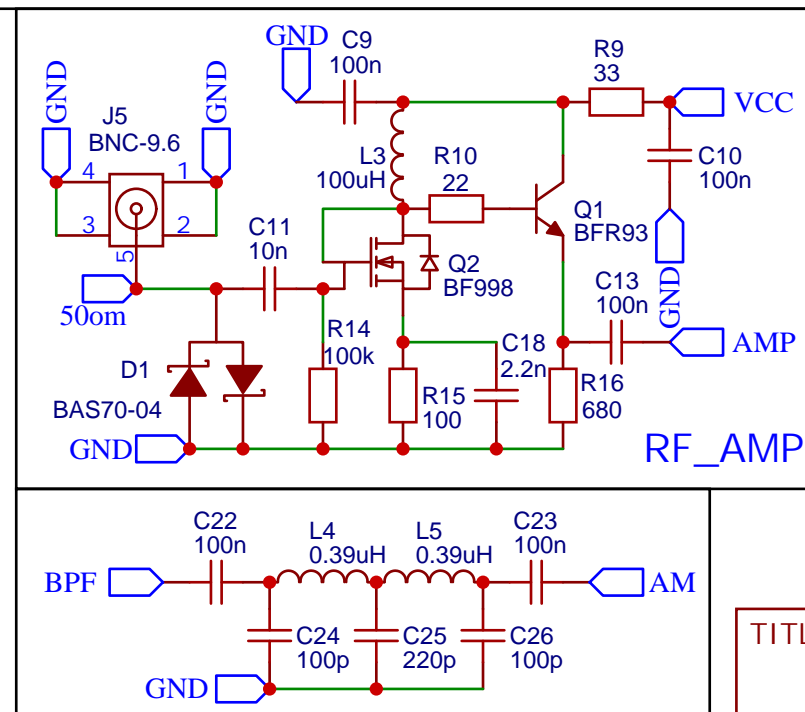 GND
C9
100n
R9
33
VCC
GND
J5
BNC-9.6
GND
4
1
3
2
5
L3
100uH
R10
22
C10
100n
Q1
BFR93
C11
10n
Q2
BF998
C13
100n
GND
50om
R14
100k
C18
2.2n
AMP
D1
BAS70-04
R15
100
R16
680
GND
RF_AMP
C22
100n
L4
0.39uH
L5
0.39uH
C23
100n
BPF
AM
C24
100p
C25
220p
C26
100p
GND